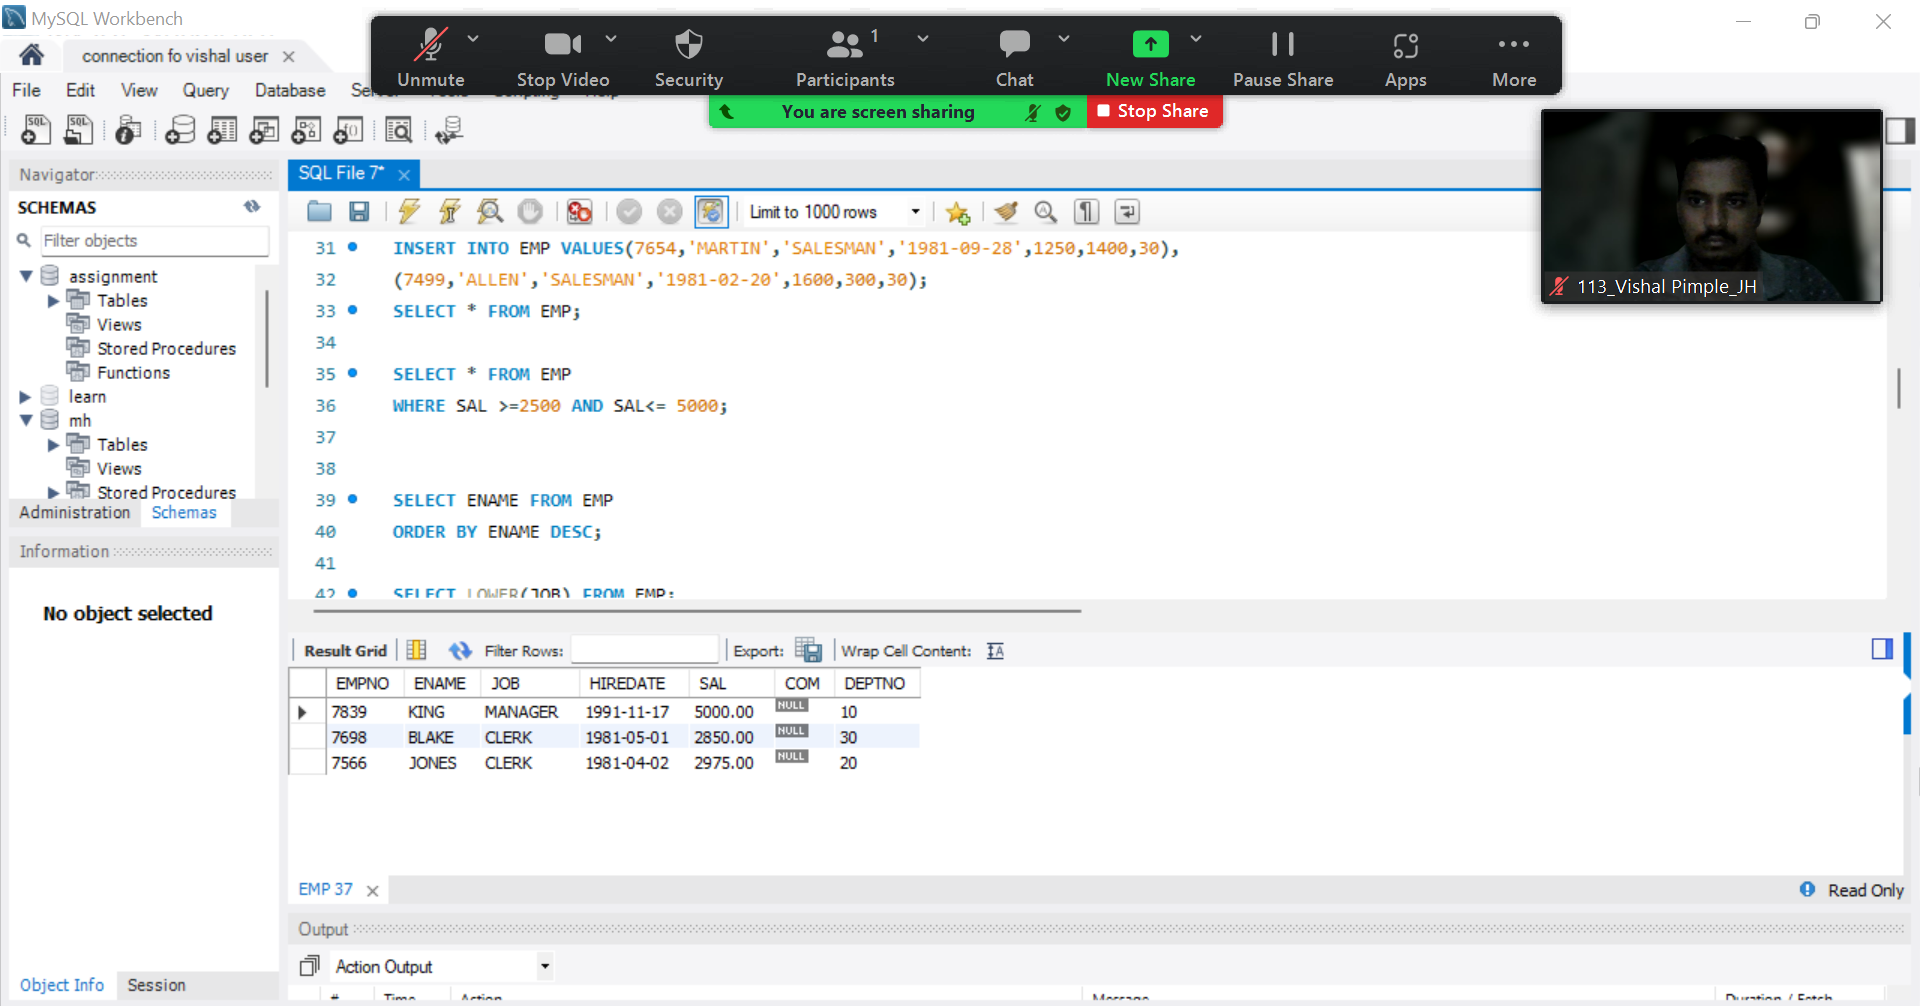 MySQL Workbench
connection fo vishal user
Unmute
Stop Video
Security
1
Participants
Chat
New Share
Pause Share
Apps
More
You are screen sharing
Stop Share
File Edit View Query Database
113_Vishal Pimple_JH
Navigator
SCHEMAS
Filter objects
assignment
Tables
Views
Stored Procedures
Functions
learn
mh
Tables
Views
Stored Procedures
Administration Schemas
Information
No object selected
Object Info Session
SQL File 7*
Limit to 1000 rows
31 INSERT INTO EMP VALUES(7654,'MARTIN','SALESMAN','1981-09-28',1250,1400,30),
32 (7499,'ALLEN','SALESMAN','1981-02-20',1600,300,30);
33 SELECT * FROM EMP;
34
35 SELECT * FROM EMP
36 WHERE SAL >=2500 AND SAL<= 5000;
37
38
39 SELECT ENAME FROM EMP
40 ORDER BY ENAME DESC;
41
42 SELECT LOWER(JOB) FROM EMP;
Result Grid Filter Rows: Export: Wrap Cell Content:
EMPNO ENAME JOB HIREDATE SAL COM DEPTNO
7839 KING MANAGER 1991-11-17 5000.00 NULL 10
7698 BLAKE CLERK 1981-05-01 2850.00 NULL 30
7566 JONES CLERK 1981-04-02 2975.00 NULL 20
EMP 37
Read Only
Output
Action Output
# Time Action Message Duration / Fetch